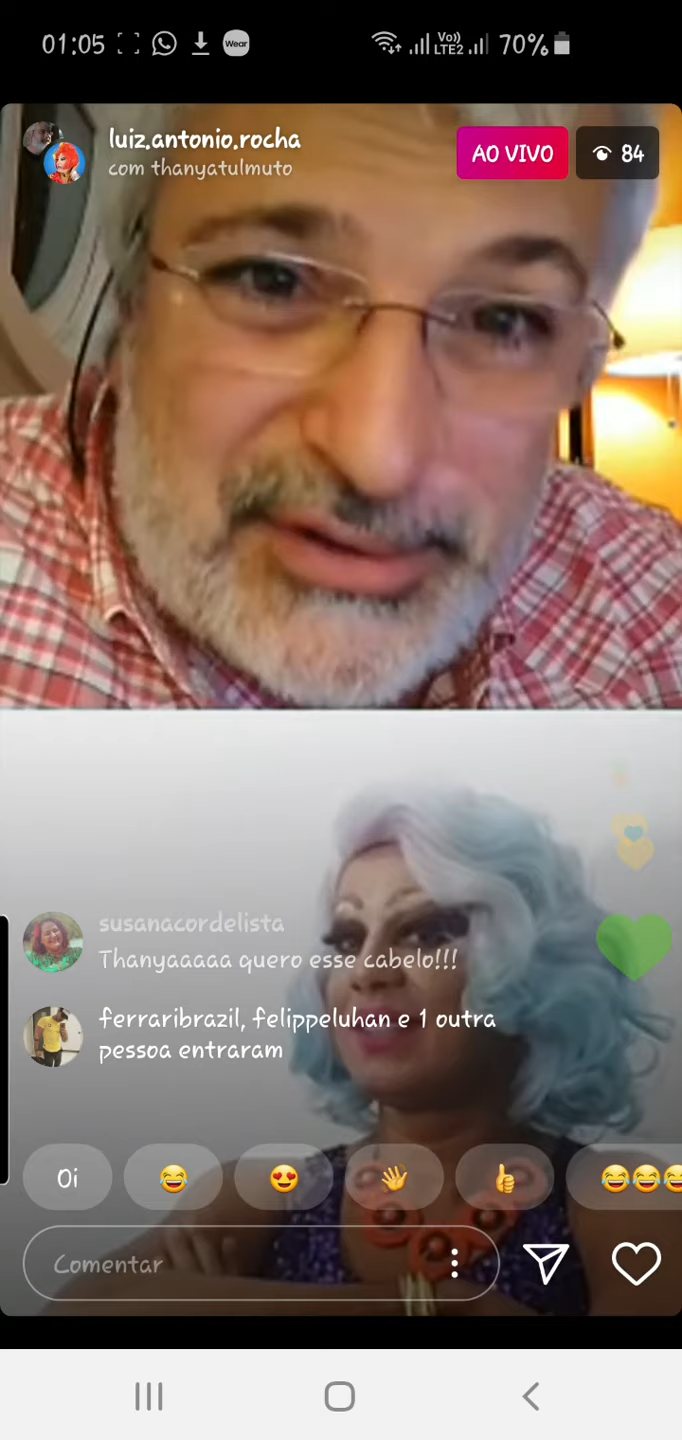 01:05
Wear
Vo))
LTE2
70%
luiz.antonio.rocha
com thanyatulmuto
AO VIVO
84
susanacordelista
Thanyaaaaa quero esse cabelo!!!
ferraribrazil, felippeluhan e 1 outra
pessoa entraram
Oi
Comentar